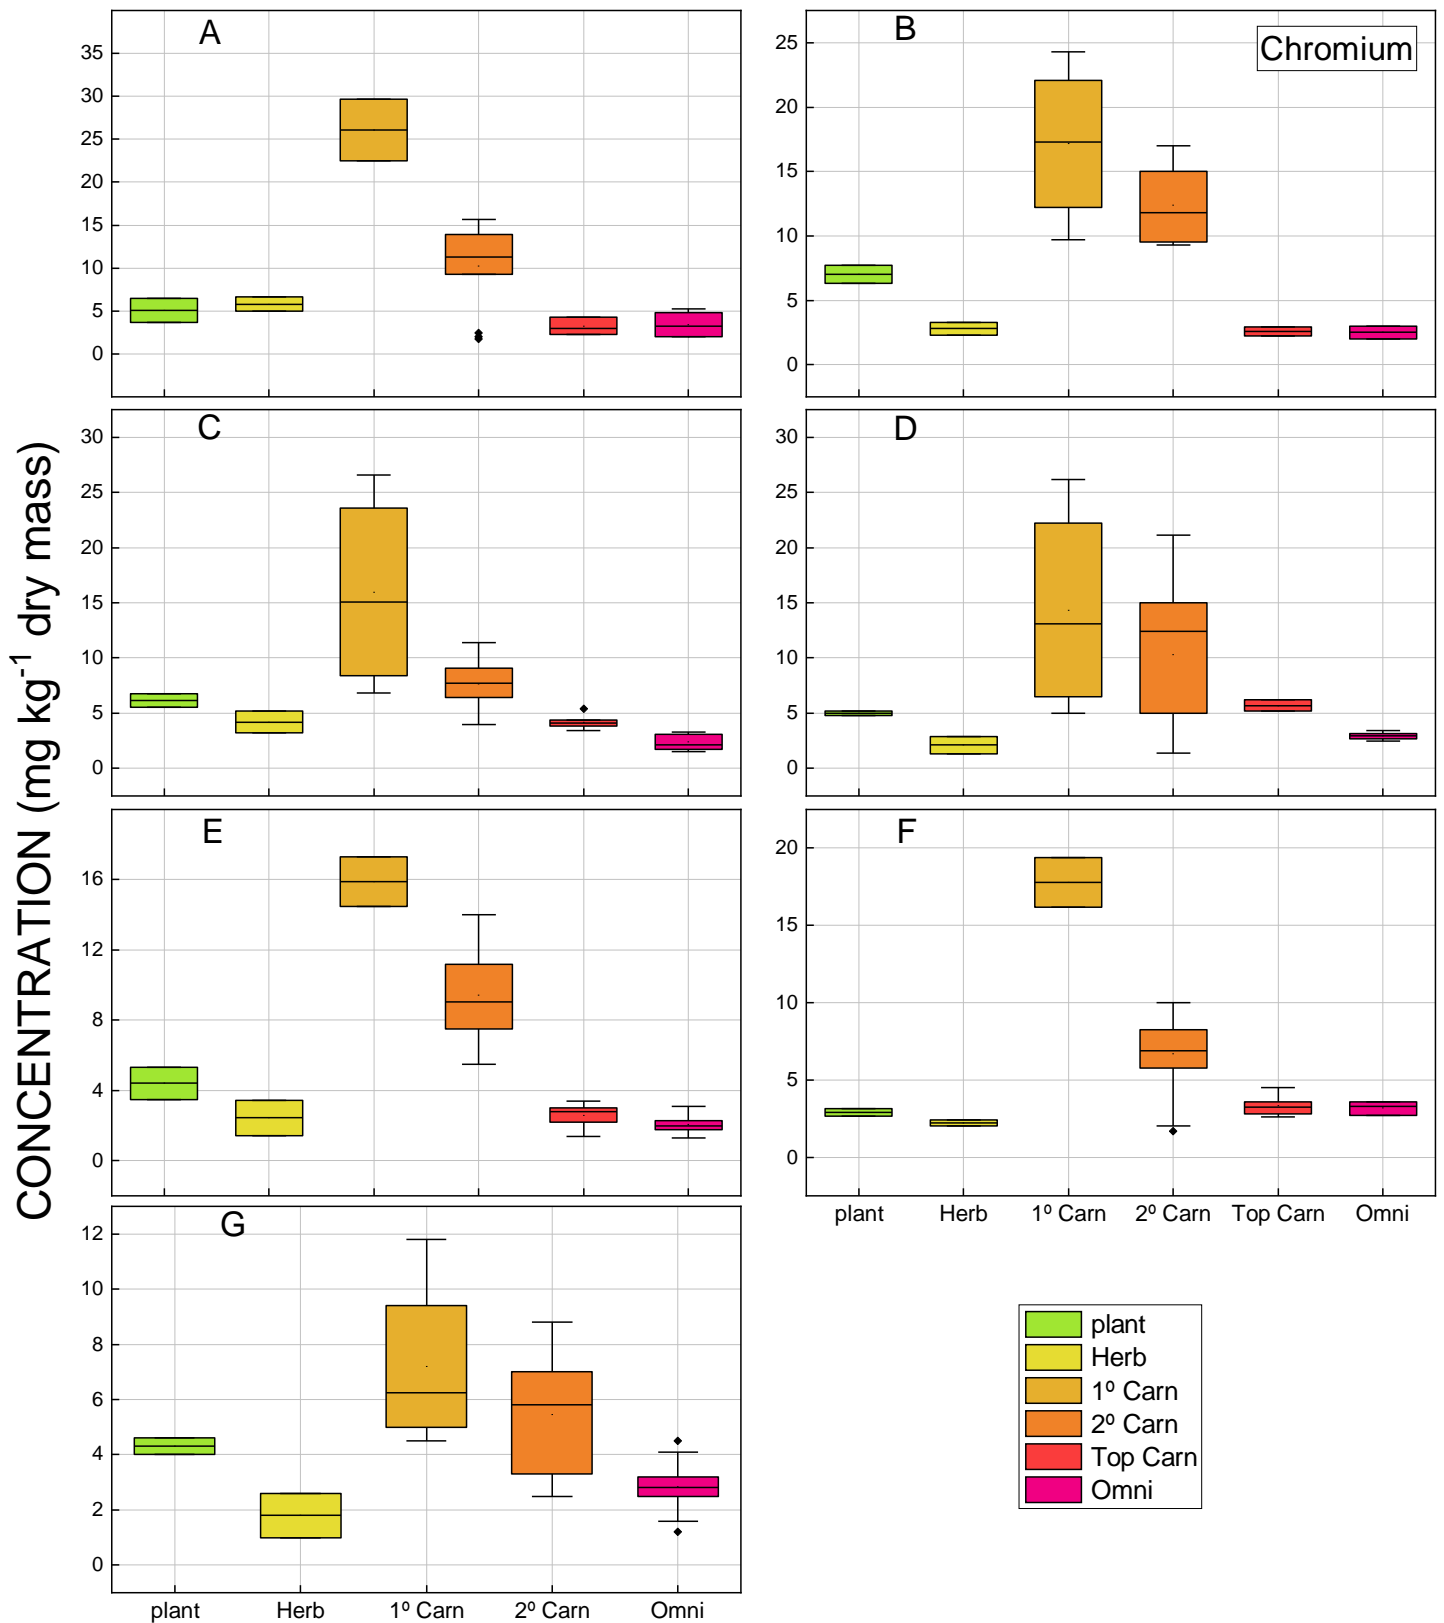 CONCENTRATION (mg kg⁻¹ dry mass)
A
35
30
25
20
15
10
5
0
B
Chromium
25
20
15
10
5
0
C
30
25
20
15
10
5
0
D
30
25
20
15
10
5
0
E
16
12
8
4
0
F
20
15
10
5
0
plant Herb 1º Carn 2º Carn Top Carn Omni
G
12
10
8
6
4
2
0
plant Herb 1º Carn 2º Carn Omni
plant
Herb
1º Carn
2º Carn
Top Carn
Omni